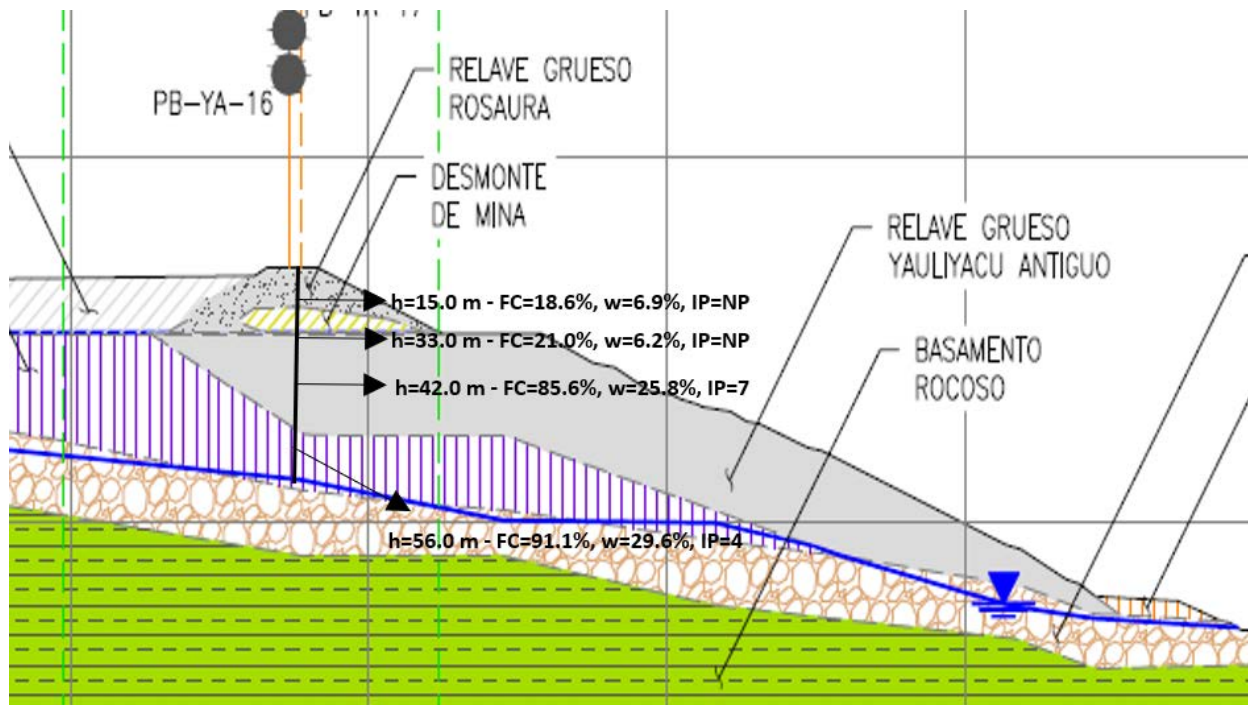 PB-YA-16
RELAVE GRUESO
ROSAURA
DESMONTE
DE MINA
RELAVE GRUESO
YAULIYACU ANTIGUO
h=15.0 m - FC=18.6%, w=6.9%, IP=NP
h=33.0 m - FC=21.0%, w=6.2%, IP=NP
BASAMENTO
ROCOSO
h=42.0 m - FC=85.6%, w=25.8%, IP=7
h=56.0 m - FC=91.1%, w=29.6%, IP=4